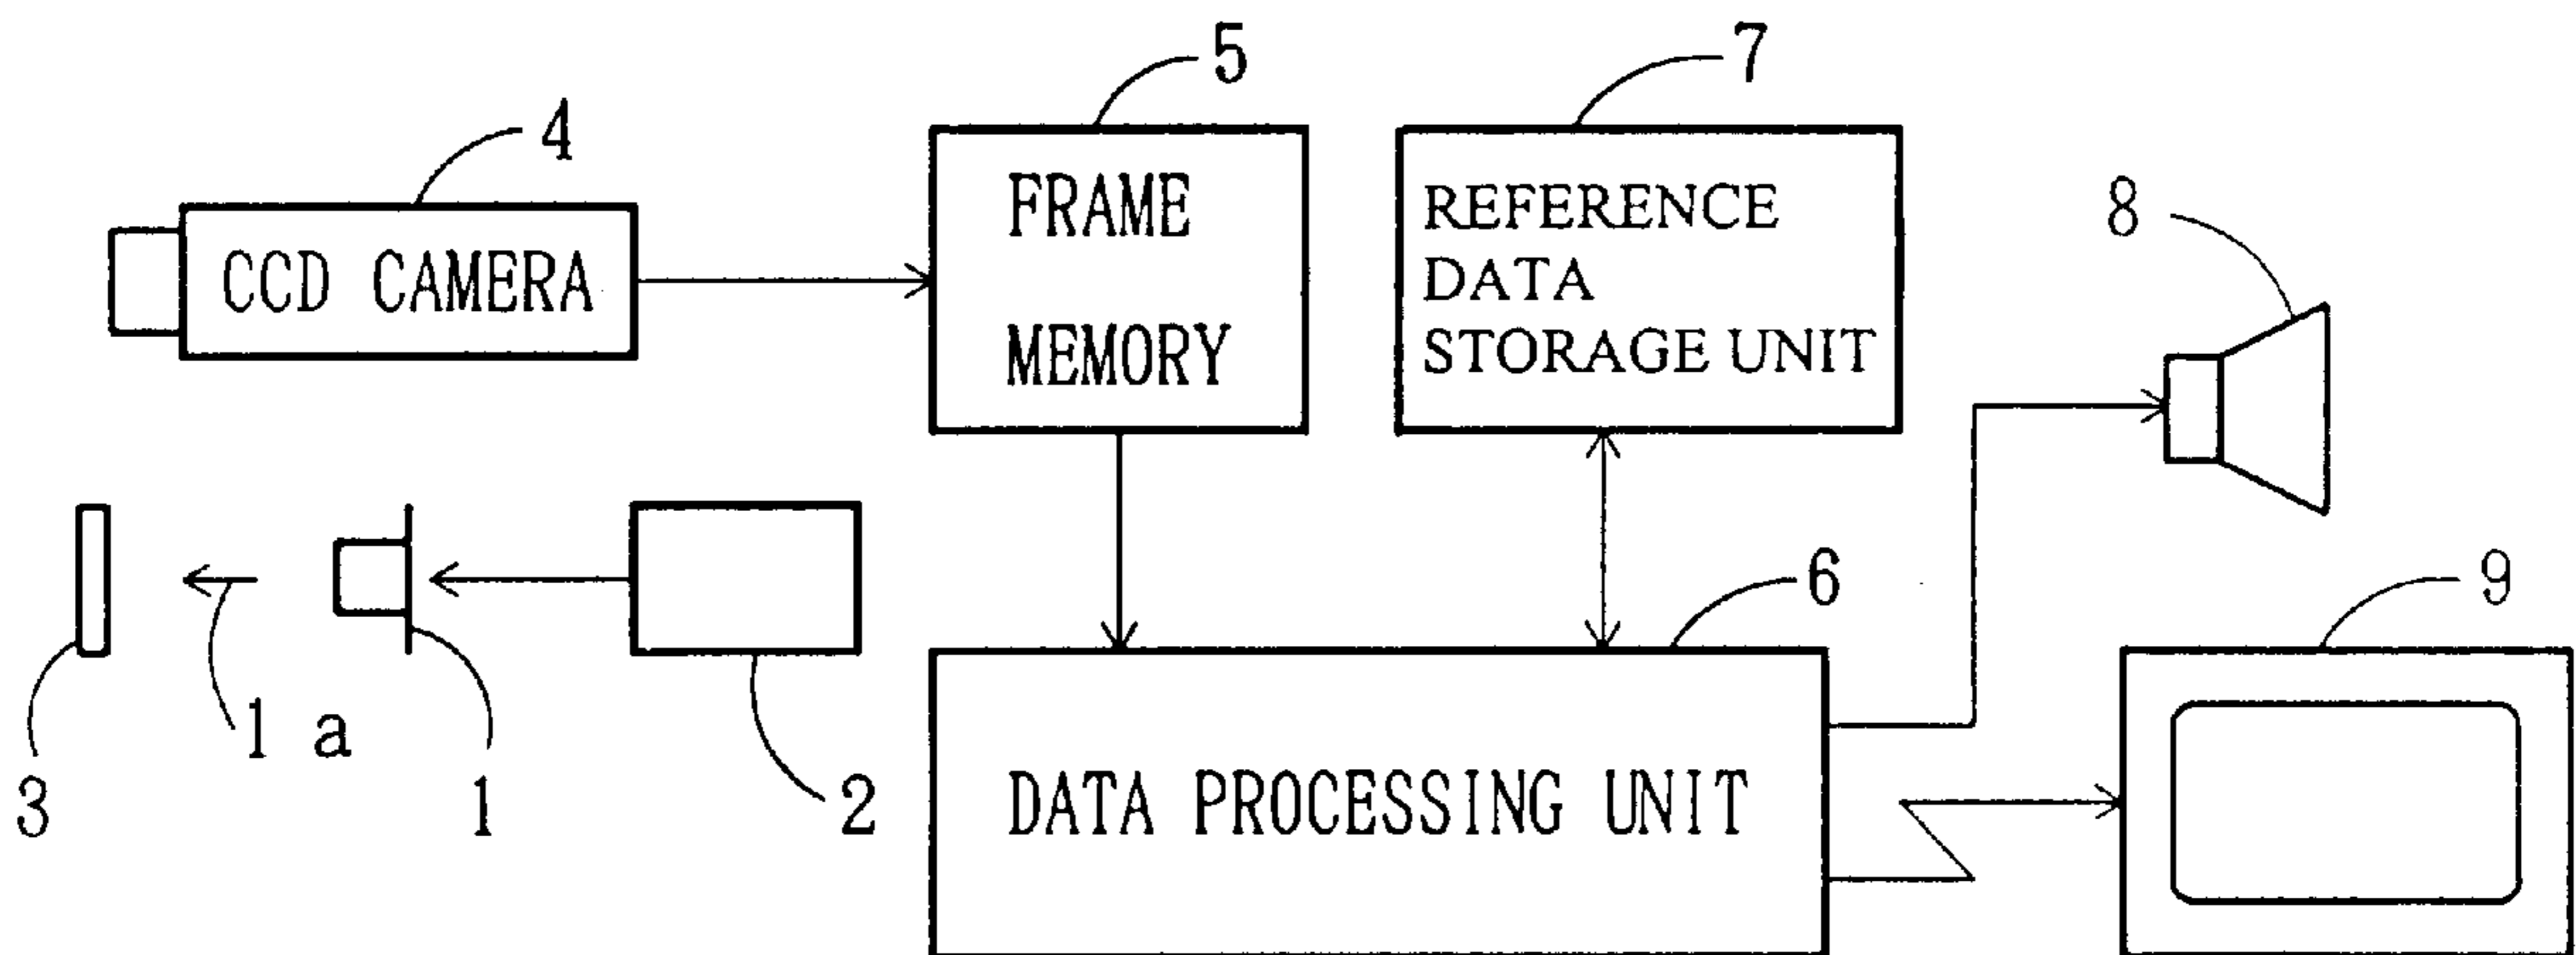 5
7
4
FRAME
MEMORY
REFERENCE
DATA
STORAGE UNIT
8
CCD CAMERA
6
9
3
1a
1
2
DATA PROCESSING UNIT